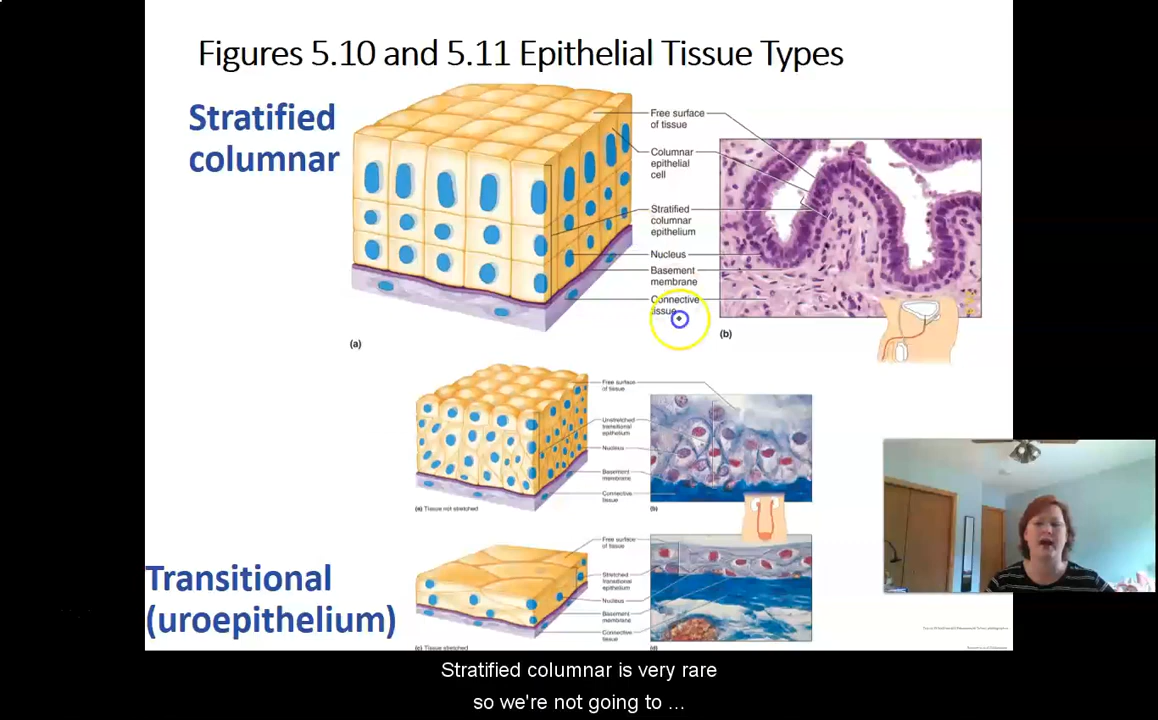 Figures 5.10 and 5.11 Epithelial Tissue Types
Stratified
columnar
Free surface
of tissue
Columnar
epithelial
cell
Stratified
columnar
epithelium
Nucleus
Basement
membrane
Connective
tissue
(a)
(b)
Free surface
of tissue
Unstretched
transitional
epithelium
Nucleus
Basement
membrane
Connective
tissue
(a) Tissue not stretched
(b)
Transitional
(uroepithelium)
Free surface
of tissue
Stretched
transitional
epithelium
Nucleus
Basement
membrane
Connective
tissue
(c) Tissue stretched
(d)
Stratified columnar is very rare
so we're not going to ...